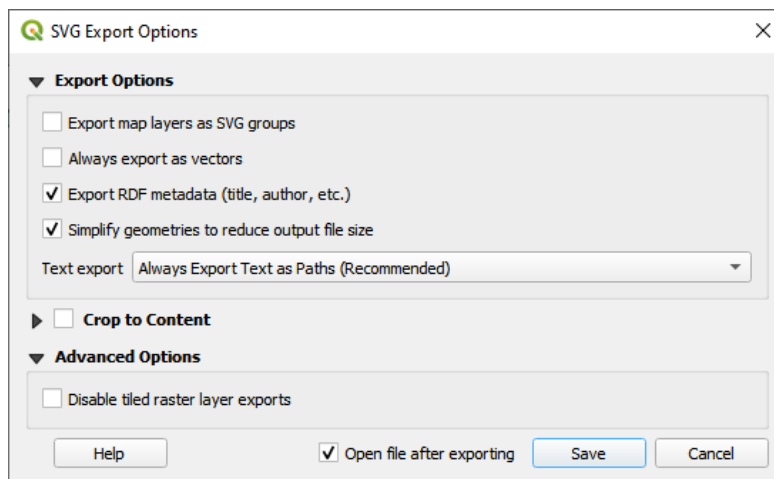 SVG Export Options
Export Options
Export map layers as SVG groups
Always export as vectors
Export RDF metadata (title, author, etc.)
Simplify geometries to reduce output file size
Text export Always Export Text as Paths (Recommended)
Crop to Content
Advanced Options
Disable tiled raster layer exports
Help Open file after exporting Save Cancel